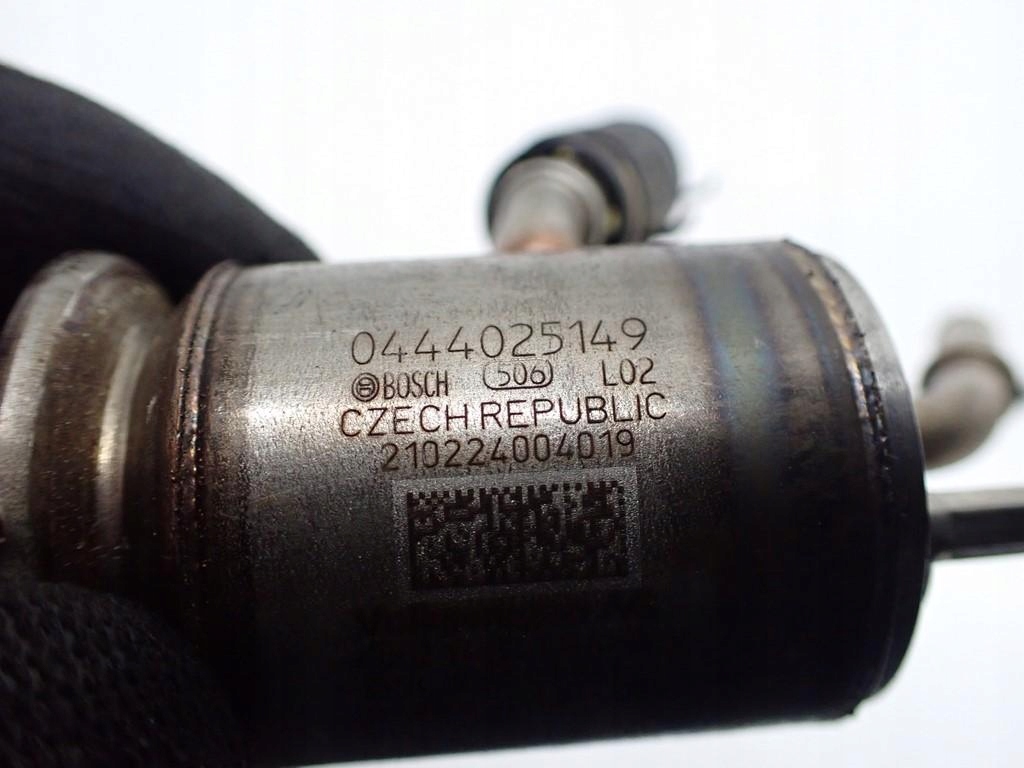 0444025149
BOSCH (506) L02
CZECH REPUBLIC
210224004019